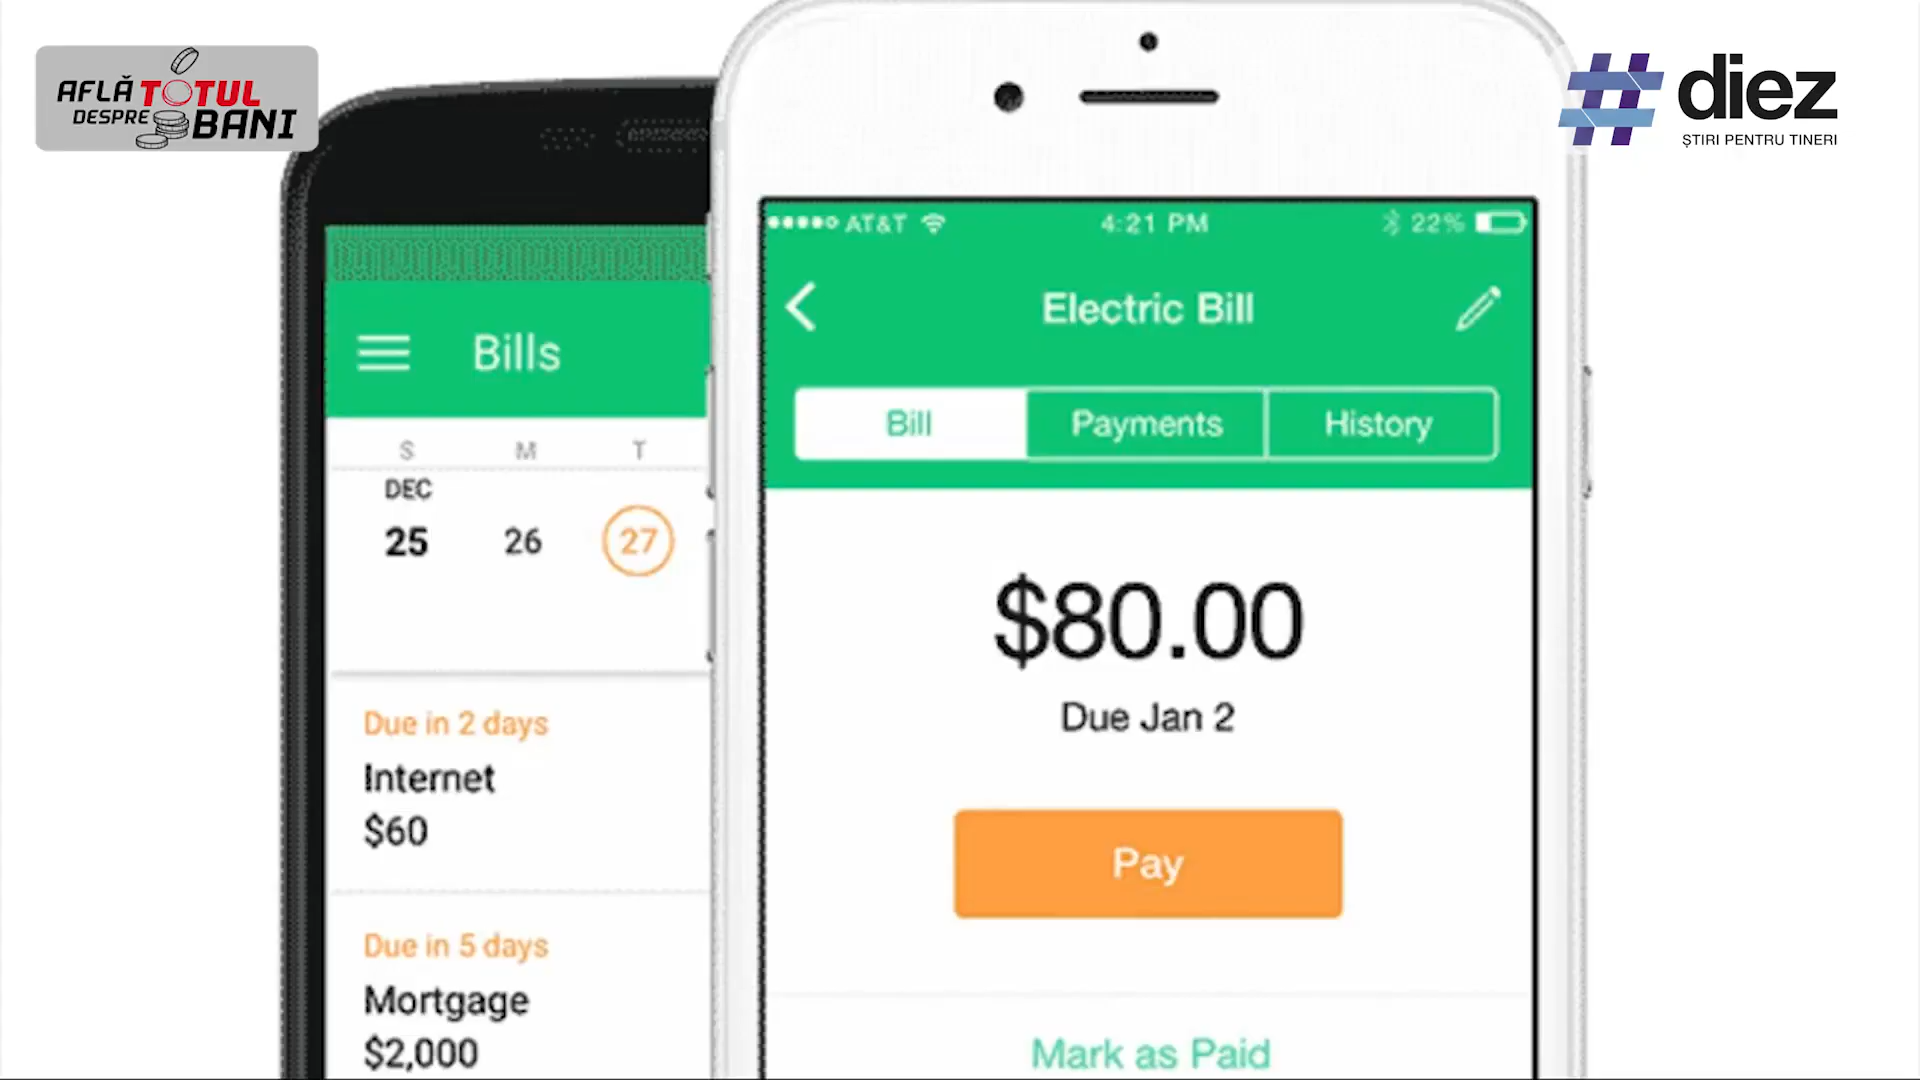 AFLĂ TOTUL
DESPRE BANI
#diez
ȘTIRI PENTRU TINERI
Bills
S M T
DEC
25 26 27
Due in 2 days
Internet
$60
Due in 5 days
Mortgage
$2,000
AT&T 4:21 PM 22%
Electric Bill
Bill Payments History
$80.00
Due Jan 2
Pay
Mark as Paid